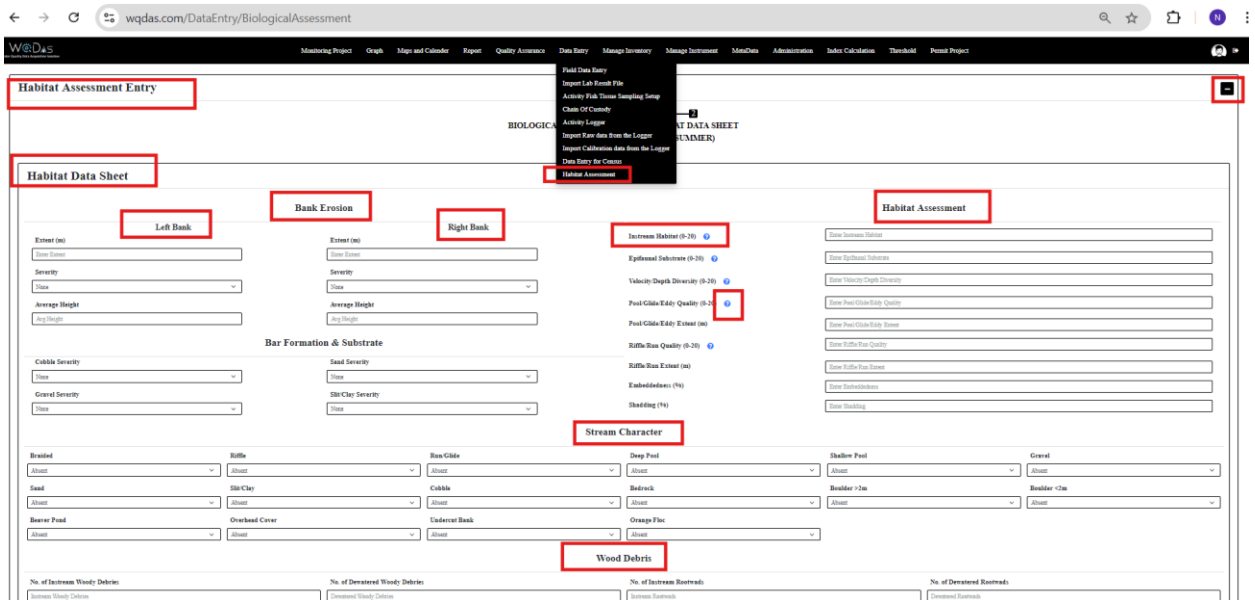 wqdas.com/DataEntry/BiologicalAssessment
N
W@DAS
Monitoring Project Graph Maps and Calender Report Quality Assurance Data Entry Manage Inventory Manage Instrument MetaData Administration Index Calculation Threshold Permit Project
Field Data Entry
Import Lab Result File
Activity Fish Tissue Sampling Setup
Chain Of Custody
Activity Logger
Import Raw data from the Logger
Import Calibration data from the Logger
Data Entry for Census
Habitat Assessment
Habitat Assessment Entry
2
BIOLOGICA AT DATA SHEET
SUMMER)
Habitat Data Sheet
Bank Erosion Habitat Assessment
Left Bank Right Bank
Extent (m) Extent (m)
Enter Extent Enter Extent
Severity Severity
None None
Average Height Average Height
Avg Height Avg Height
Bar Formation & Substrate
Cobble Severity Sand Severity
None None
Gravel Severity Slit/Clay Severity
None None
Instream Habitat (0-20) ? Enter Instream Habitat
Epifaunal Substrate (0-20) ? Enter Epifaunal Substrate
Velocity/Depth Diversity (0-20) ? Enter Velocity/Depth Diversity
Pool/Glide/Eddy Quality (0-20) ? Enter Pool/Glide/Eddy Quality
Pool/Glide/Eddy Extent (m) Enter Pool/Glide/Eddy Extent
Riffle/Run Quality (0-20) ? Enter Riffle/Run Quality
Riffle/Run Extent (m) Enter Riffle/Run Extent
Embeddedness (%) Enter Embeddedness
Shadding (%) Enter Shadding
Stream Character
Braided Riffle Run/Glide Deep Pool Shallow Pool Gravel
Absent Absent Absent Absent Absent Absent
Sand Slit/Clay Cobble Bedrock Boulder >2m Boulder <2m
Absent Absent Absent Absent Absent Absent
Beaver Pond Overhead Cover Undercut Bank Orange Floc
Absent Absent Absent Absent
Wood Debris
No. of Instream Woody Debries No. of Dewatered Woody Debries No. of Instream Rootwads No. of Dewatered Rootwads
Instream Woody Debries Dewatered Woody Debries Instream Rootwads Dewatered Rootwads